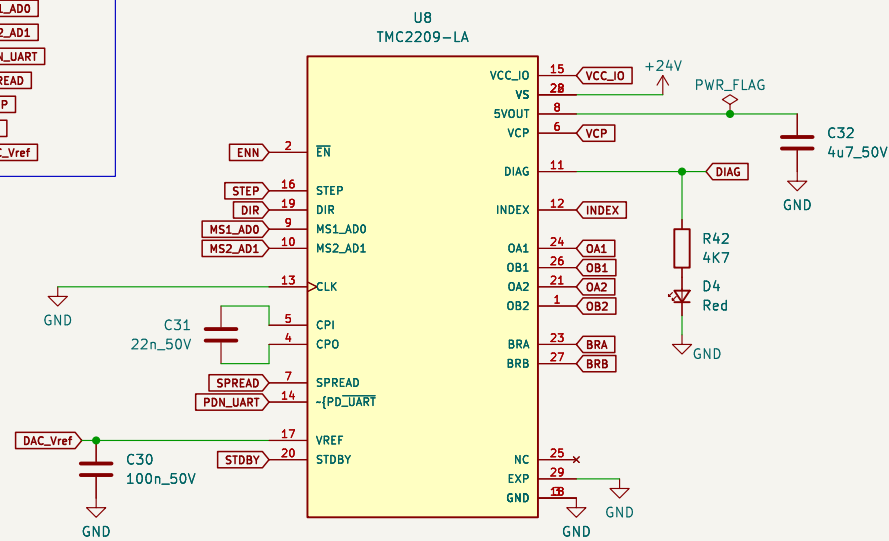 _AD0
2_AD1
N_UART
READ
P
C_Vref
U8
TMC2209-LA
VCC_IO 15 VCC_IO
VS +24V
5VOUT 8 PWR_FLAG
VCP 6 VCP
C32
4u7_50V
GND
ENN 2 EN
DIAG 11 DIAG
STEP 16 STEP
DIR 19 DIR
INDEX 12 INDEX
MS1_AD0 9 MS1_AD0
MS2_AD1 10 MS2_AD1
OA1 24 OA1
OB1 26 OB1
OA2 21 OA2
OB2 1 OB2
R42
4K7
D4
Red
GND
13 CLK
GND
C31
22n_50V
5 CPI
4 CPO
BRA 23 BRA
BRB 27 BRB
SPREAD 7 SPREAD
PDN_UART 14 ~{PD_UART
DAC_Vref 17 VREF
STDBY 20 STDBY
C30
100n_50V
GND
NC 25
EXP 29
GND
GND
GND